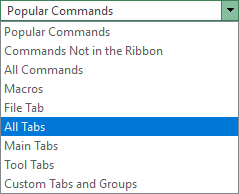 Popular Commands
Popular Commands
Commands Not in the Ribbon
All Commands
Macros
File Tab
All Tabs
Main Tabs
Tool Tabs
Custom Tabs and Groups